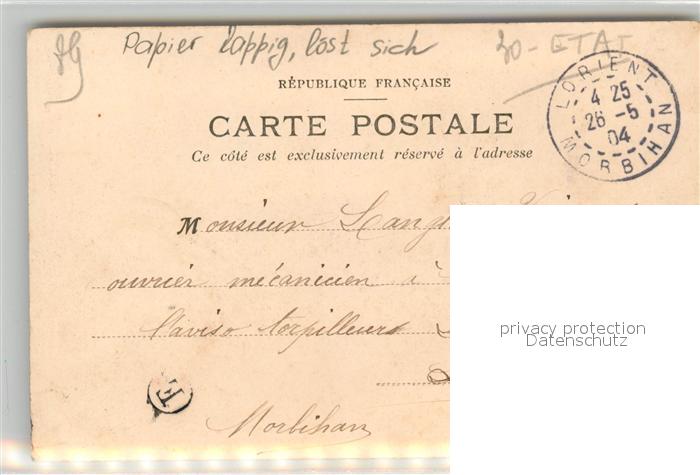 Papier lappig, löst sich
30- ETAT
RÉPUBLIQUE FRANÇAISE
CARTE POSTALE
Ce côté est exclusivement réservé à l'adresse
LORIENT
4 25
26 -5
04
MORBIHAN
Monsieur
ouvrier mécanicien à
l'aviso torpilleur
E
Morbihan
privacy protection
Datenschutz